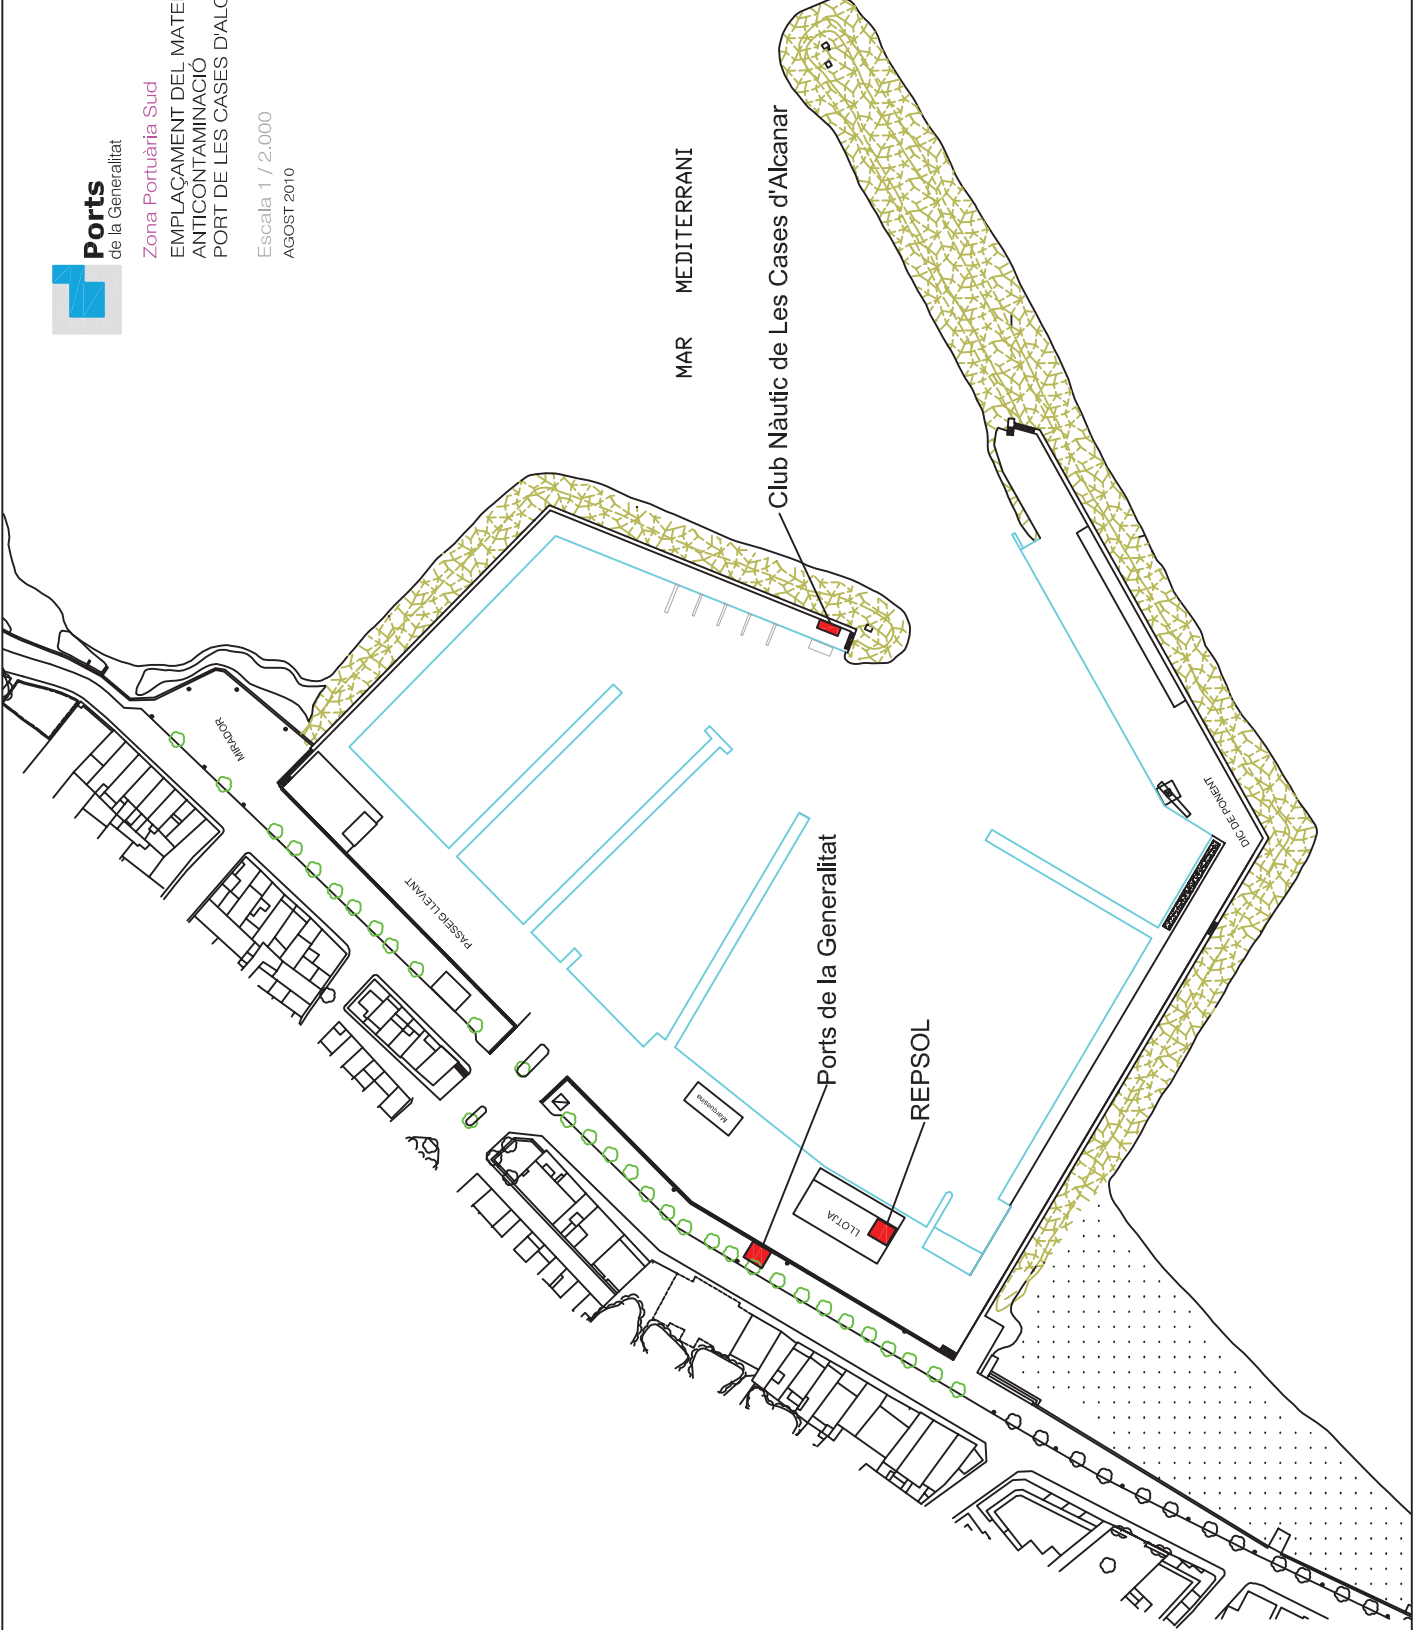 Ports
de la Generalitat
Zona Portuària Sud
EMPLAÇAMENT DEL
ANTICONTAMINACIÓ
PORT DE LES CASES
Escala 1 / 2.000
AGOST 2010
MAR MEDITERRANI
Club Nàutic de Les Cases d'Alcanar
MIRADOR
PASSEIG LLEVANT
DIC DE PONENT
Ports de la Generalitat
REPSOL
Marquesina
LLOTJA